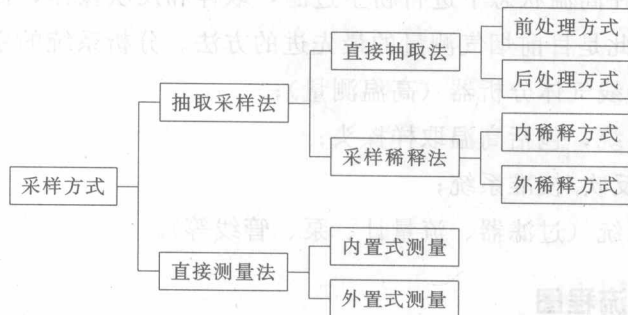 前处理方式
直接抽取法
后处理方式
抽取采样法
内稀释方式
采样稀释法
采样方式
外稀释方式
内置式测量
直接测量法
外置式测量